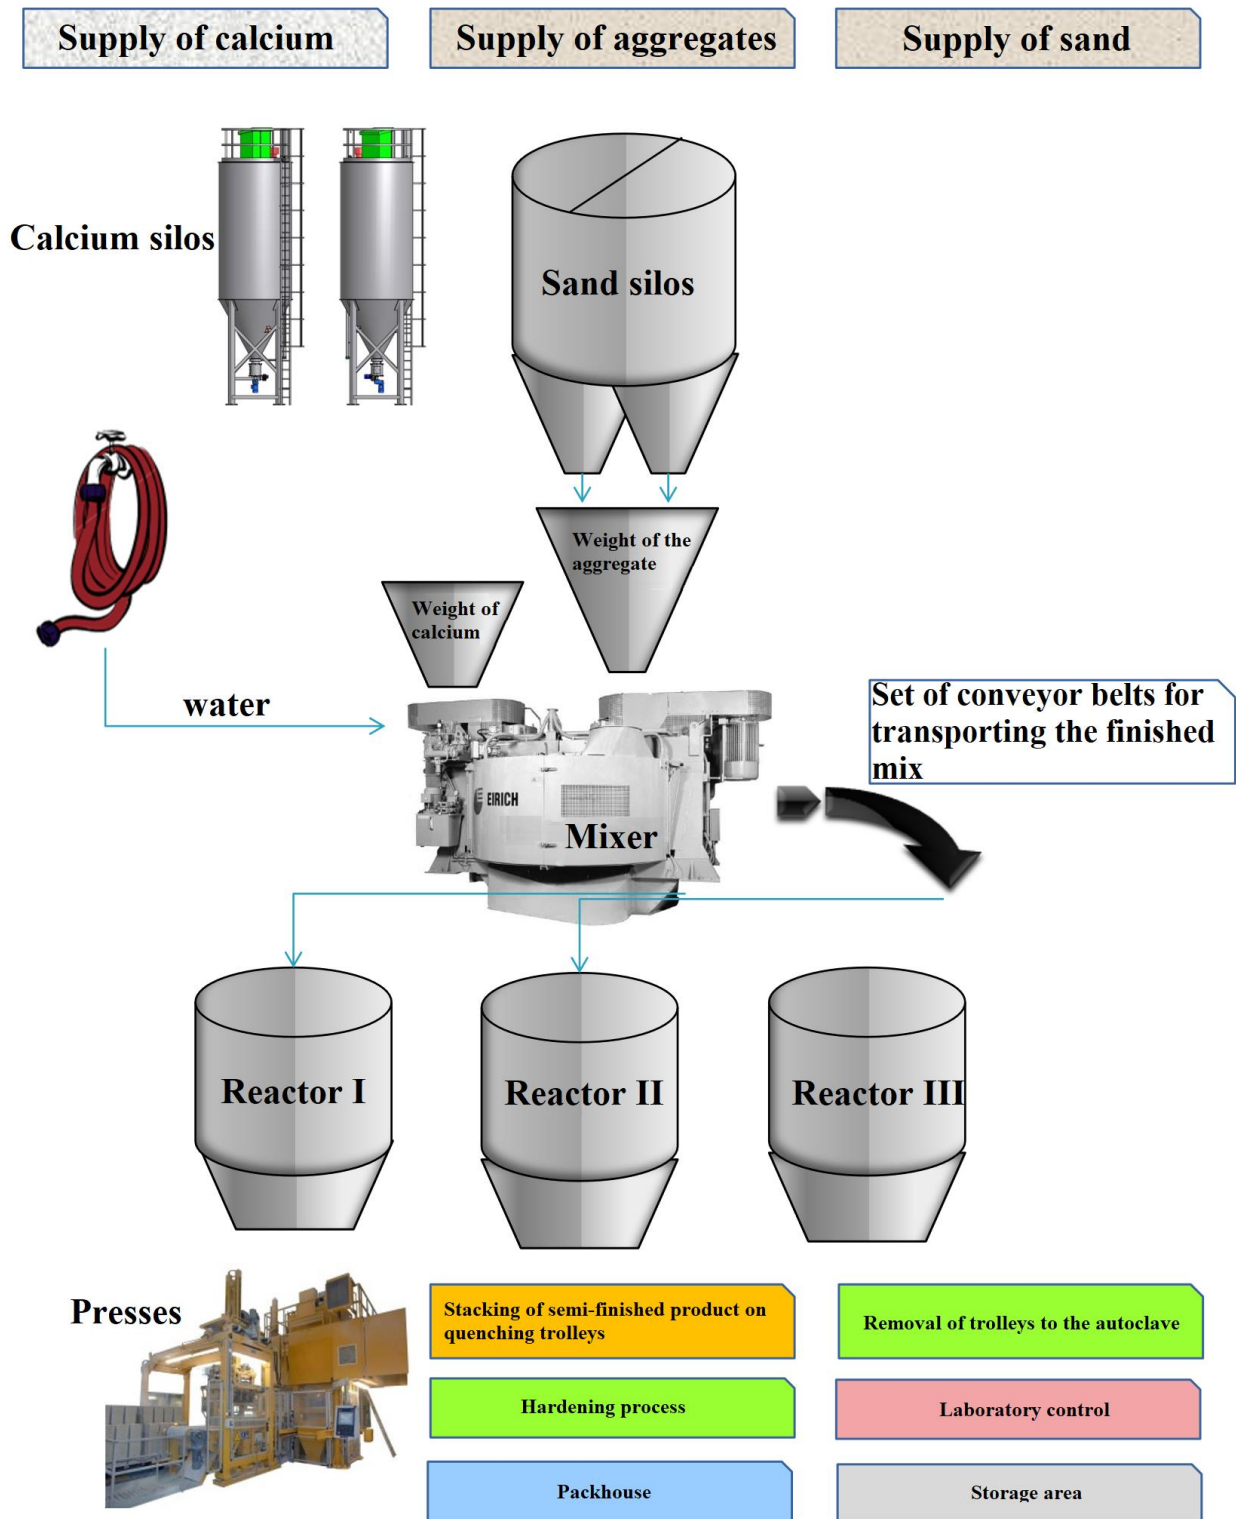 Supply of calcium
Supply of aggregates
Supply of sand
Calcium silos
Sand silos
Weight of the
aggregate
Weight of
calcium
water
Set of conveyor belts for
transporting the finished
mix
EIRICH
Mixer
Reactor I
Reactor II
Reactor III
Presses
Stacking of semi-finished product on
quenching trolleys
Removal of trolleys to the autoclave
Hardening process
Laboratory control
Packhouse
Storage area